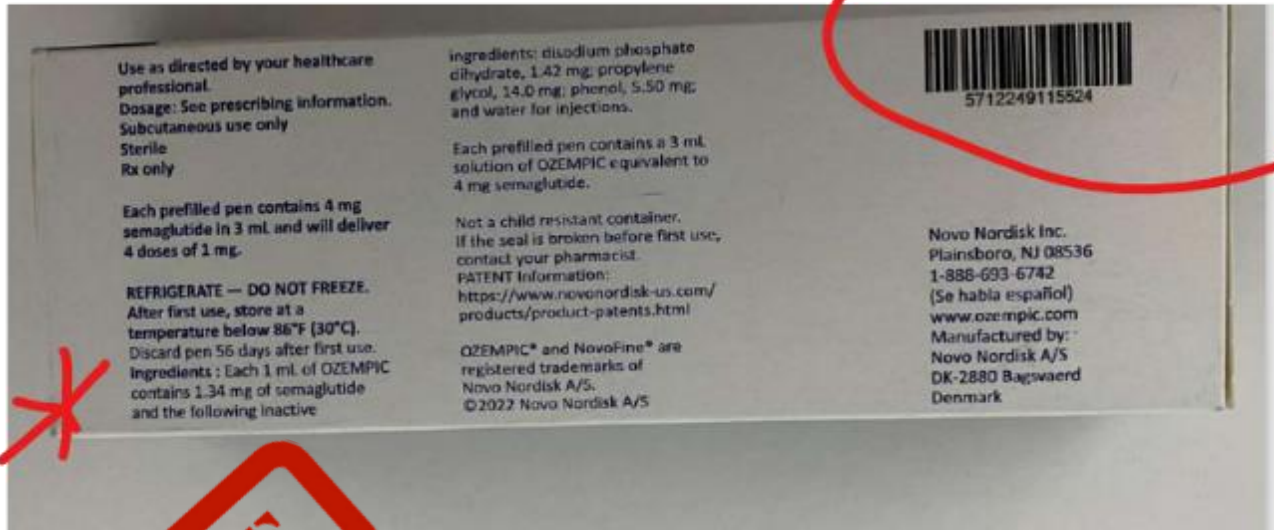 Use as directed by your healthcare
professional.
Dosage: See prescribing information.
Subcutaneous use only
Sterile
Rx only
Each prefilled pen contains 4 mg
semaglutide in 3 mL and will deliver
4 doses of 1 mg.
REFRIGERATE — DO NOT FREEZE.
After first use, store at a
temperature below 86°F (30°C).
Discard pen 56 days after first use.
Ingredients : Each 1 mL of OZEMPIC
contains 1.34 mg of semaglutide
and the following inactive
ingredients: disodium phosphate
dihydrate, 1.42 mg; propylene
glycol, 14.0 mg; phenol, 5.50 mg;
and water for injections.
Each prefilled pen contains a 3 mL
solution of OZEMPIC equivalent to
4 mg semaglutide.
Not a child resistant container.
If the seal is broken before first use,
contact your pharmacist.
PATENT Information:
https://www.novonordisk-us.com/
products/product-patents.html
OZEMPIC® and NovoFine® are
registered trademarks of
Novo Nordisk A/S.
©2022 Novo Nordisk A/S
5712249115524
Novo Nordisk Inc.
Plainsboro, NJ 08536
1-888-693-6742
(Se habla español)
www.ozempic.com
Manufactured by:
Novo Nordisk A/S
DK-2880 Bagsvaerd
Denmark